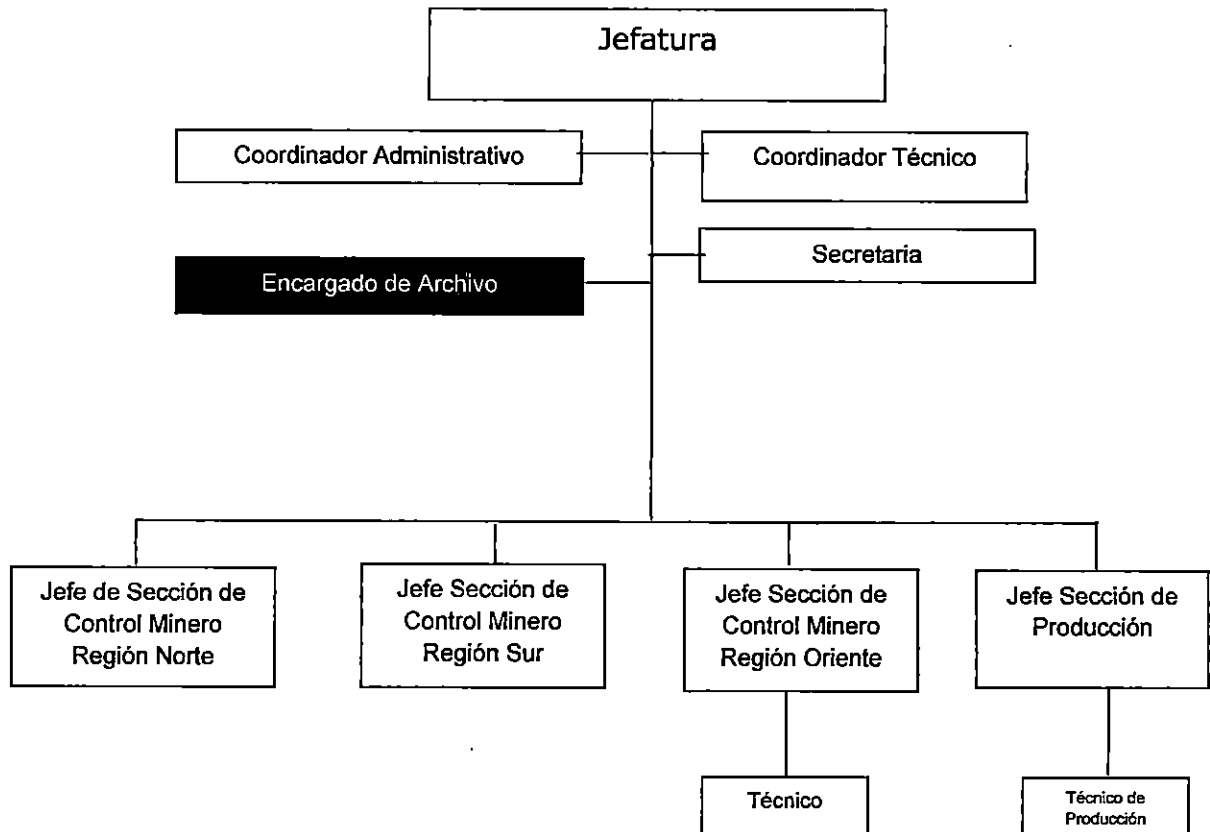 Jefatura
Coordinador Administrativo
Coordinador Técnico
Secretaria
Encargado de Archivo
Jefe de Sección de
Control Minero
Región Norte
Jefe Sección de
Control Minero
Región Sur
Jefe Sección de
Control Minero
Región Oriente
Jefe Sección de
Producción
Técnico
Técnico de
Producción